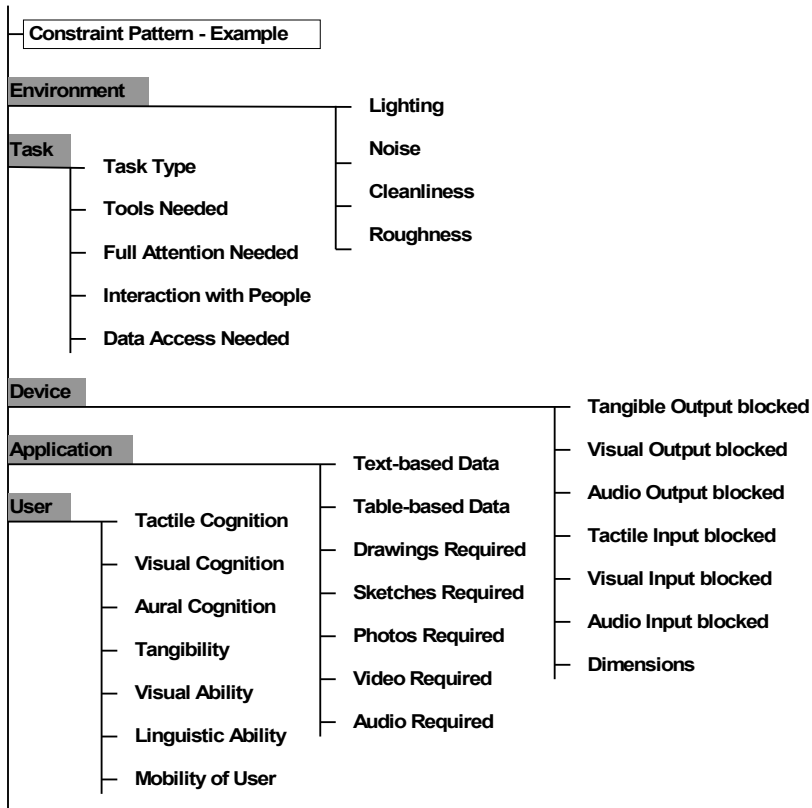 Constraint Pattern - Example
Environment
Lighting
Noise
Cleanliness
Roughness
Task
Task Type
Tools Needed
Full Attention Needed
Interaction with People
Data Access Needed
Device
Tangible Output blocked
Visual Output blocked
Audio Output blocked
Tactile Input blocked
Visual Input blocked
Audio Input blocked
Dimensions
Application
Text-based Data
Table-based Data
Drawings Required
Sketches Required
Photos Required
Video Required
Audio Required
User
Tactile Cognition
Visual Cognition
Aural Cognition
Tangibility
Visual Ability
Linguistic Ability
Mobility of User